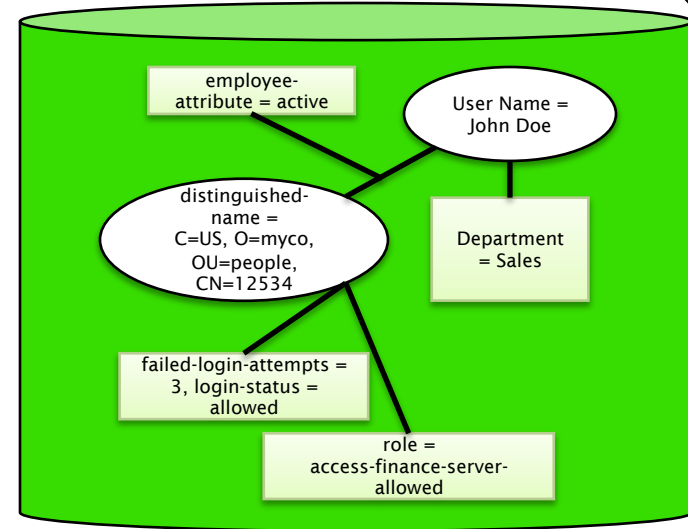 employee-
attribute = active
User Name =
John Doe
distinguished-
name =
C=US, O=myco,
OU=people,
CN=12534
Department
= Sales
failed-login-attempts =
3, login-status =
allowed
role =
access-finance-server-
allowed